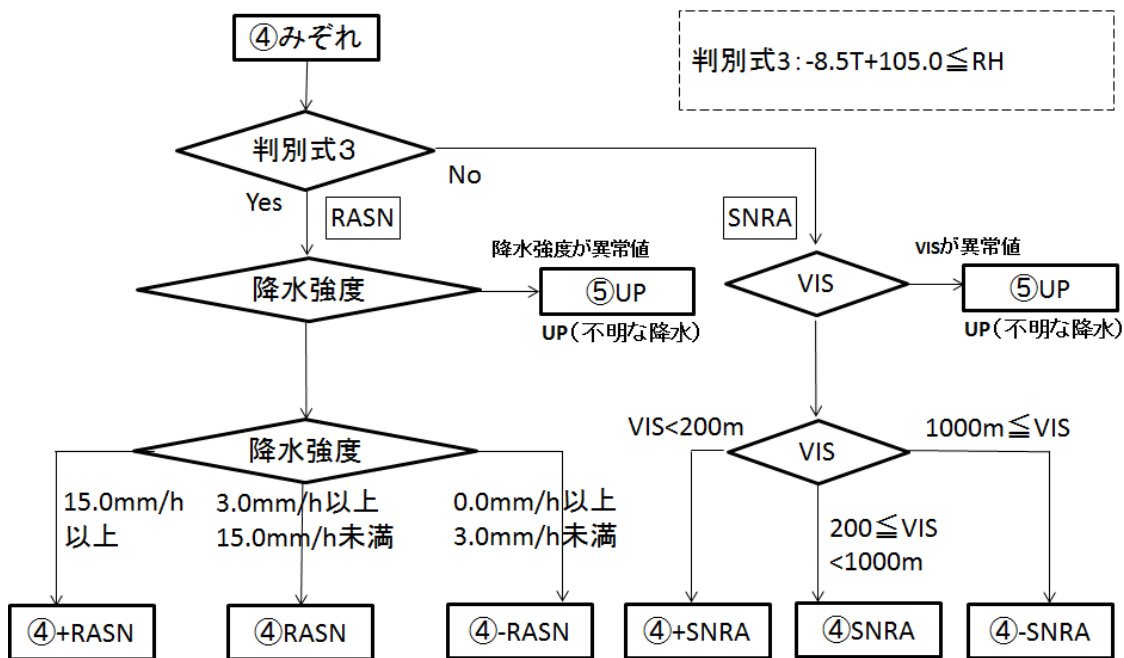 ④みぞれ
判別式3:-8.5T+105.0≦RH
判別式3
No
Yes
RASN
SNRA
降水強度が異常値
VISが異常値
降水強度
⑤UP
VIS
⑤UP
UP(不明な降水)
UP(不明な降水)
降水強度
VIS<200m
VIS
1000m≦VIS
15.0mm/h
以上
3.0mm/h以上
15.0mm/h未満
0.0mm/h以上
3.0mm/h未満
200≦VIS
<1000m
④+RASN
④RASN
④-RASN
④+SNRA
④SNRA
④-SNRA